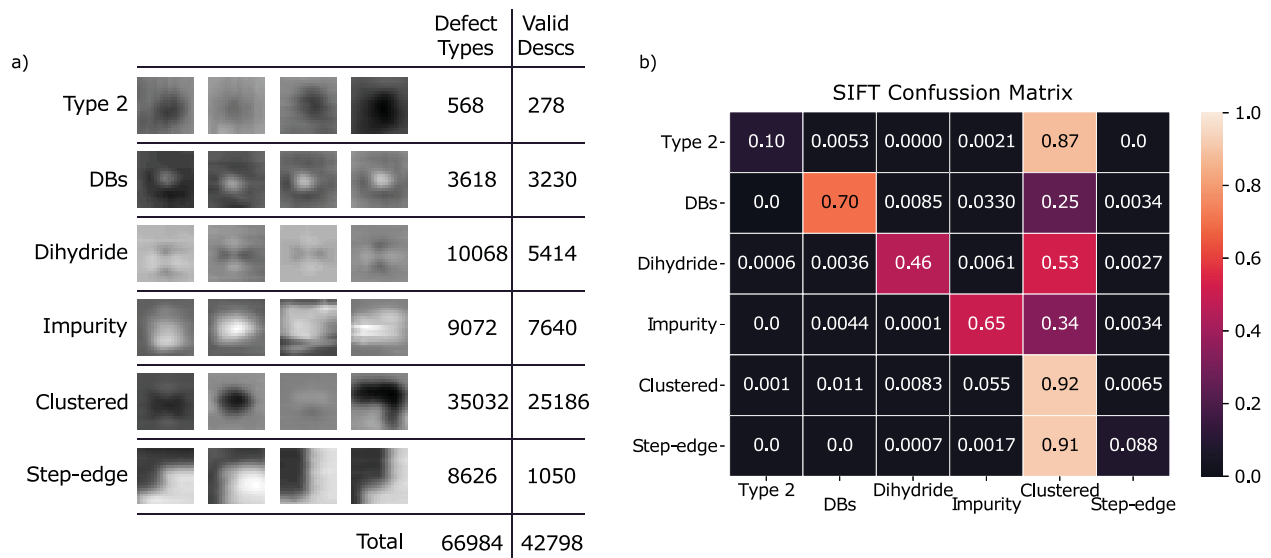 a)
Defect Types
Valid Descs
Type 2 568 278
DBs 3618 3230
Dihydride 10068 5414
Impurity 9072 7640
Clustered 35032 25186
Step-edge 8626 1050
Total 66984 42798
b)
SIFT Confussion Matrix
Type 2 0.10 0.0053 0.0000 0.0021 0.87 0.0
DBs 0.0 0.70 0.0085 0.0330 0.25 0.0034
Dihydride 0.0006 0.0036 0.46 0.0061 0.53 0.0027
Impurity 0.0 0.0044 0.0001 0.65 0.34 0.0034
Clustered 0.001 0.011 0.0083 0.055 0.92 0.0065
Step-edge 0.0 0.0 0.0007 0.0017 0.91 0.088
Type 2 DBs Dihydride Impurity Clustered Step-edge
1.0
0.8
0.6
0.4
0.2
0.0